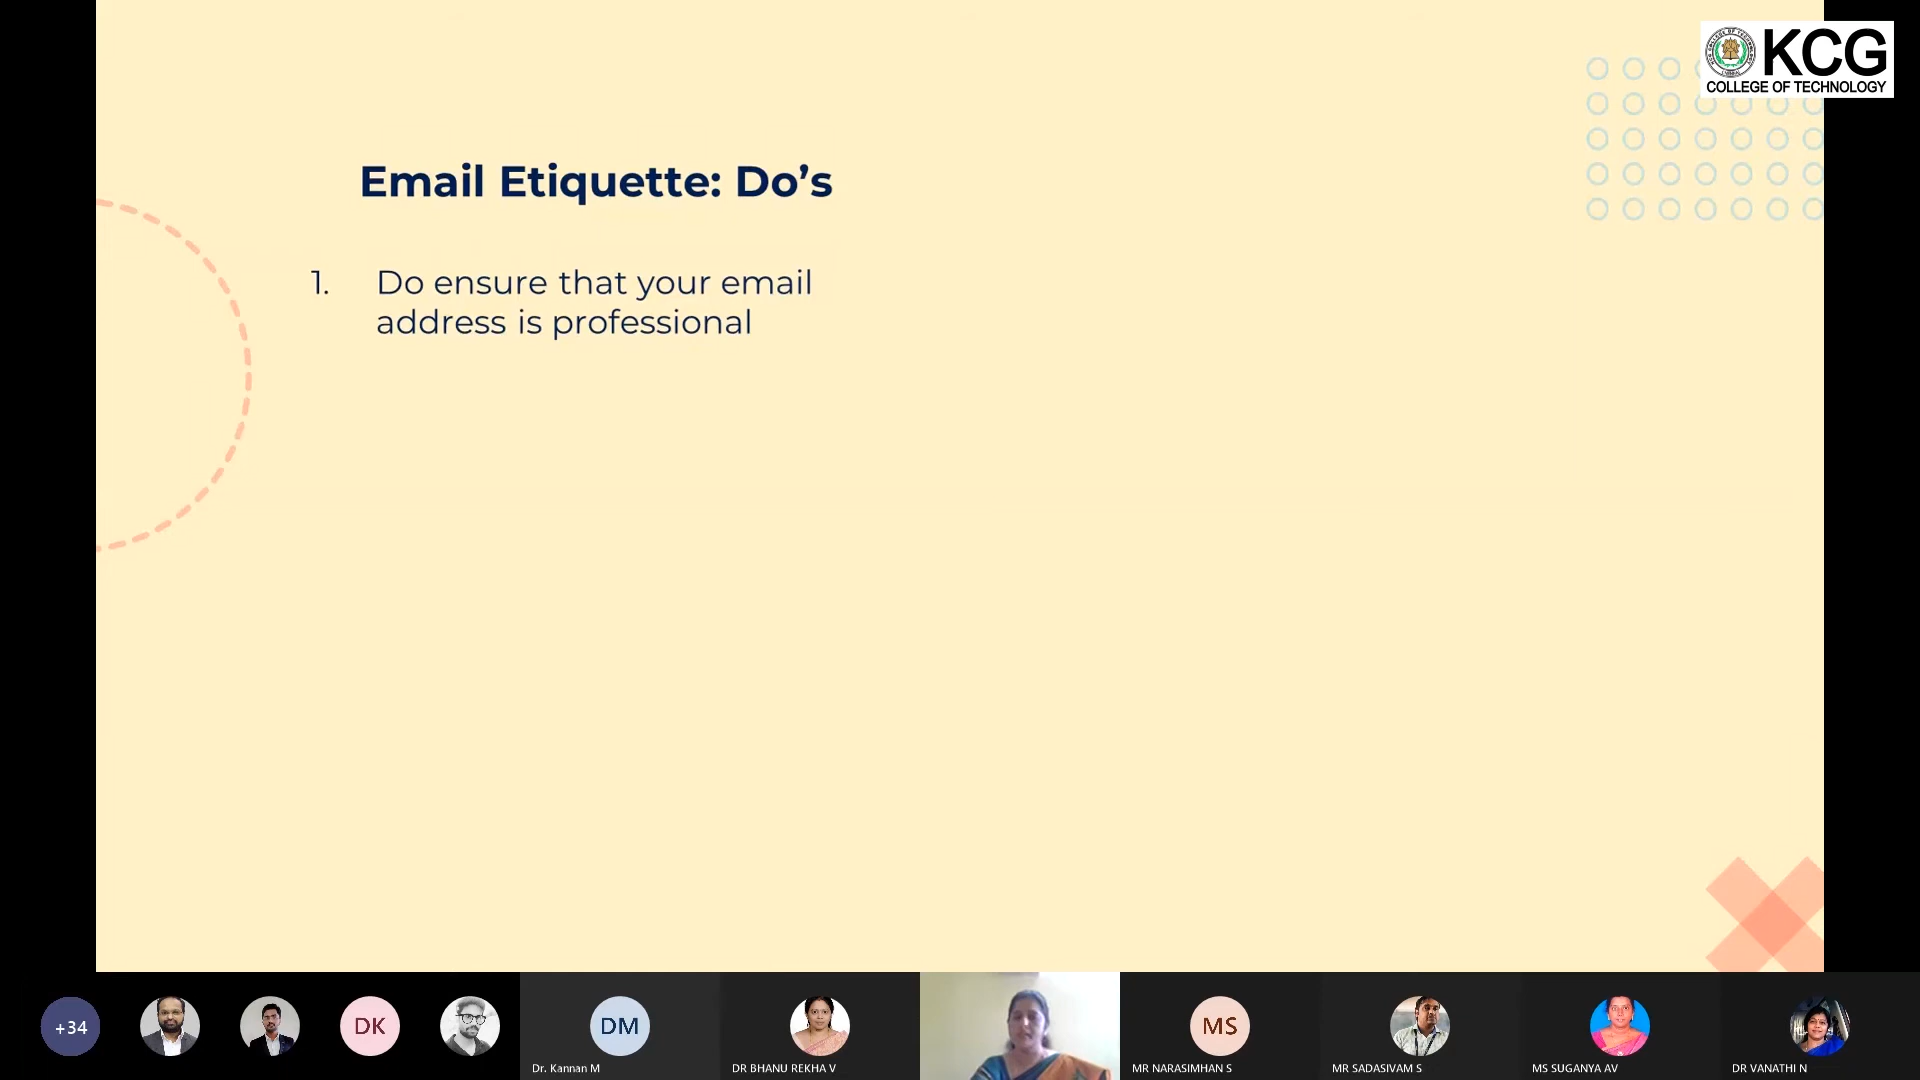 KCG
COLLEGE OF TECHNOLOGY
Email Etiquette: Do’s
1. Do ensure that your email
address is professional
+34
DK
DM
MS
Dr. Kannan M
DR BHANU REKHA V
MR NARASIMHAN S
MR SADASIVAM S
MS SUGANYA AV
DR VANATHI N